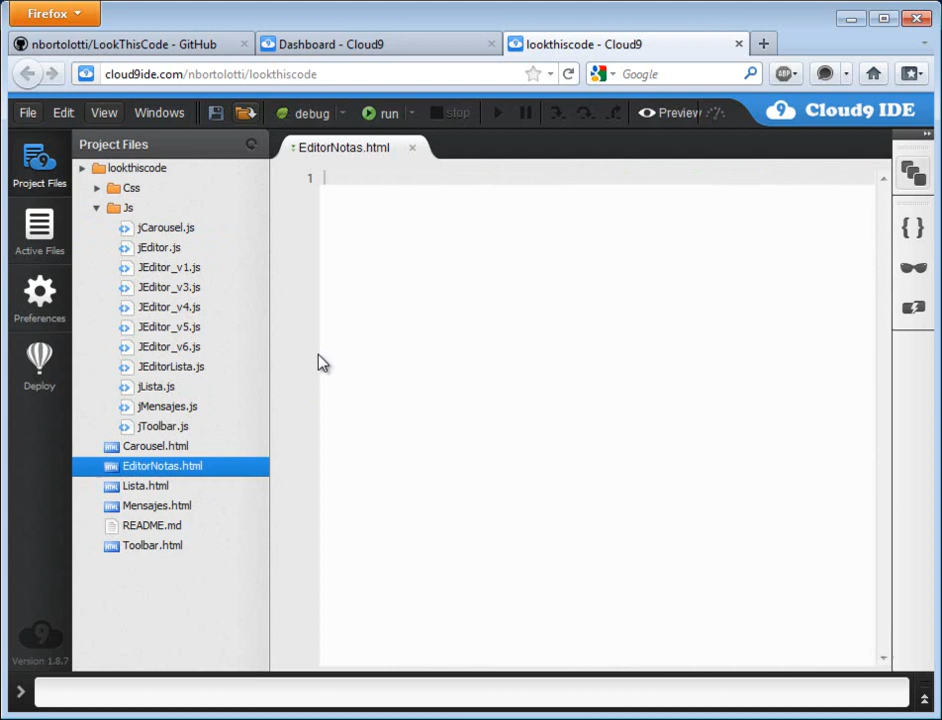 Firefox
nbortolotti/LookThisCode - GitHub
Dashboard - Cloud9
lookthiscode - Cloud9
cloud9ide.com/nbortolotti/lookthiscode
Google
ABP
File Edit View Windows debug run stop Preview Cloud9 IDE
Project Files
EditorNotas.html
1
Project Files
Active Files
Preferences
Deploy
Version 1.8.7
lookthiscode
Css
Js
jCarousel.js
jEditor.js
JEditor_v1.js
JEditor_v3.js
JEditor_v4.js
JEditor_v5.js
JEditor_v6.js
JEditorLista.js
jLista.js
jMensajes.js
jToolbar.js
Carousel.html
EditorNotas.html
Lista.html
Mensajes.html
README.md
Toolbar.html